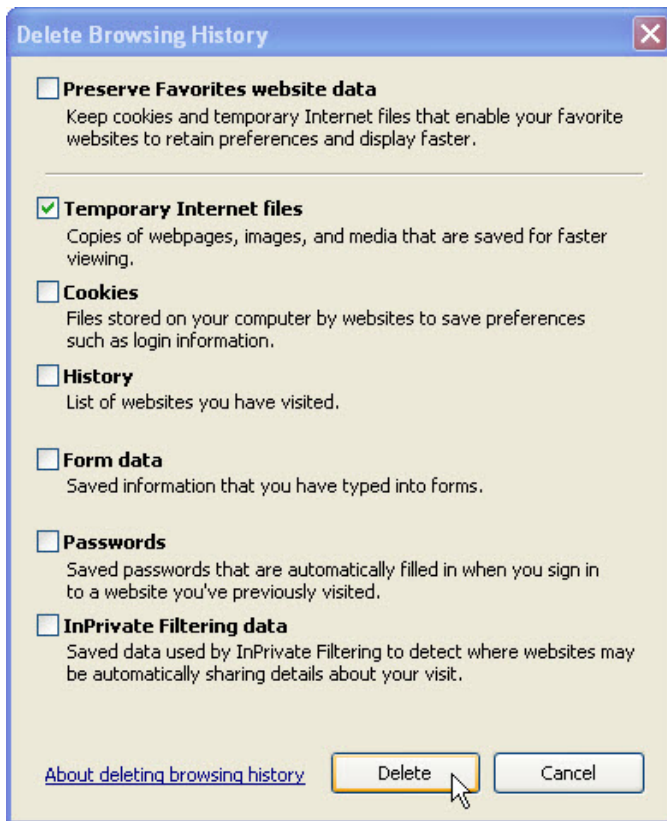 Delete Browsing History
Preserve Favorites website data
Keep cookies and temporary Internet files that enable your favorite
websites to retain preferences and display faster.
Temporary Internet files
Copies of webpages, images, and media that are saved for faster
viewing.
Cookies
Files stored on your computer by websites to save preferences
such as login information.
History
List of websites you have visited.
Form data
Saved information that you have typed into forms.
Passwords
Saved passwords that are automatically filled in when you sign in
to a website you've previously visited.
InPrivate Filtering data
Saved data used by InPrivate Filtering to detect where websites may
be automatically sharing details about your visit.
About deleting browsing history
Delete
Cancel